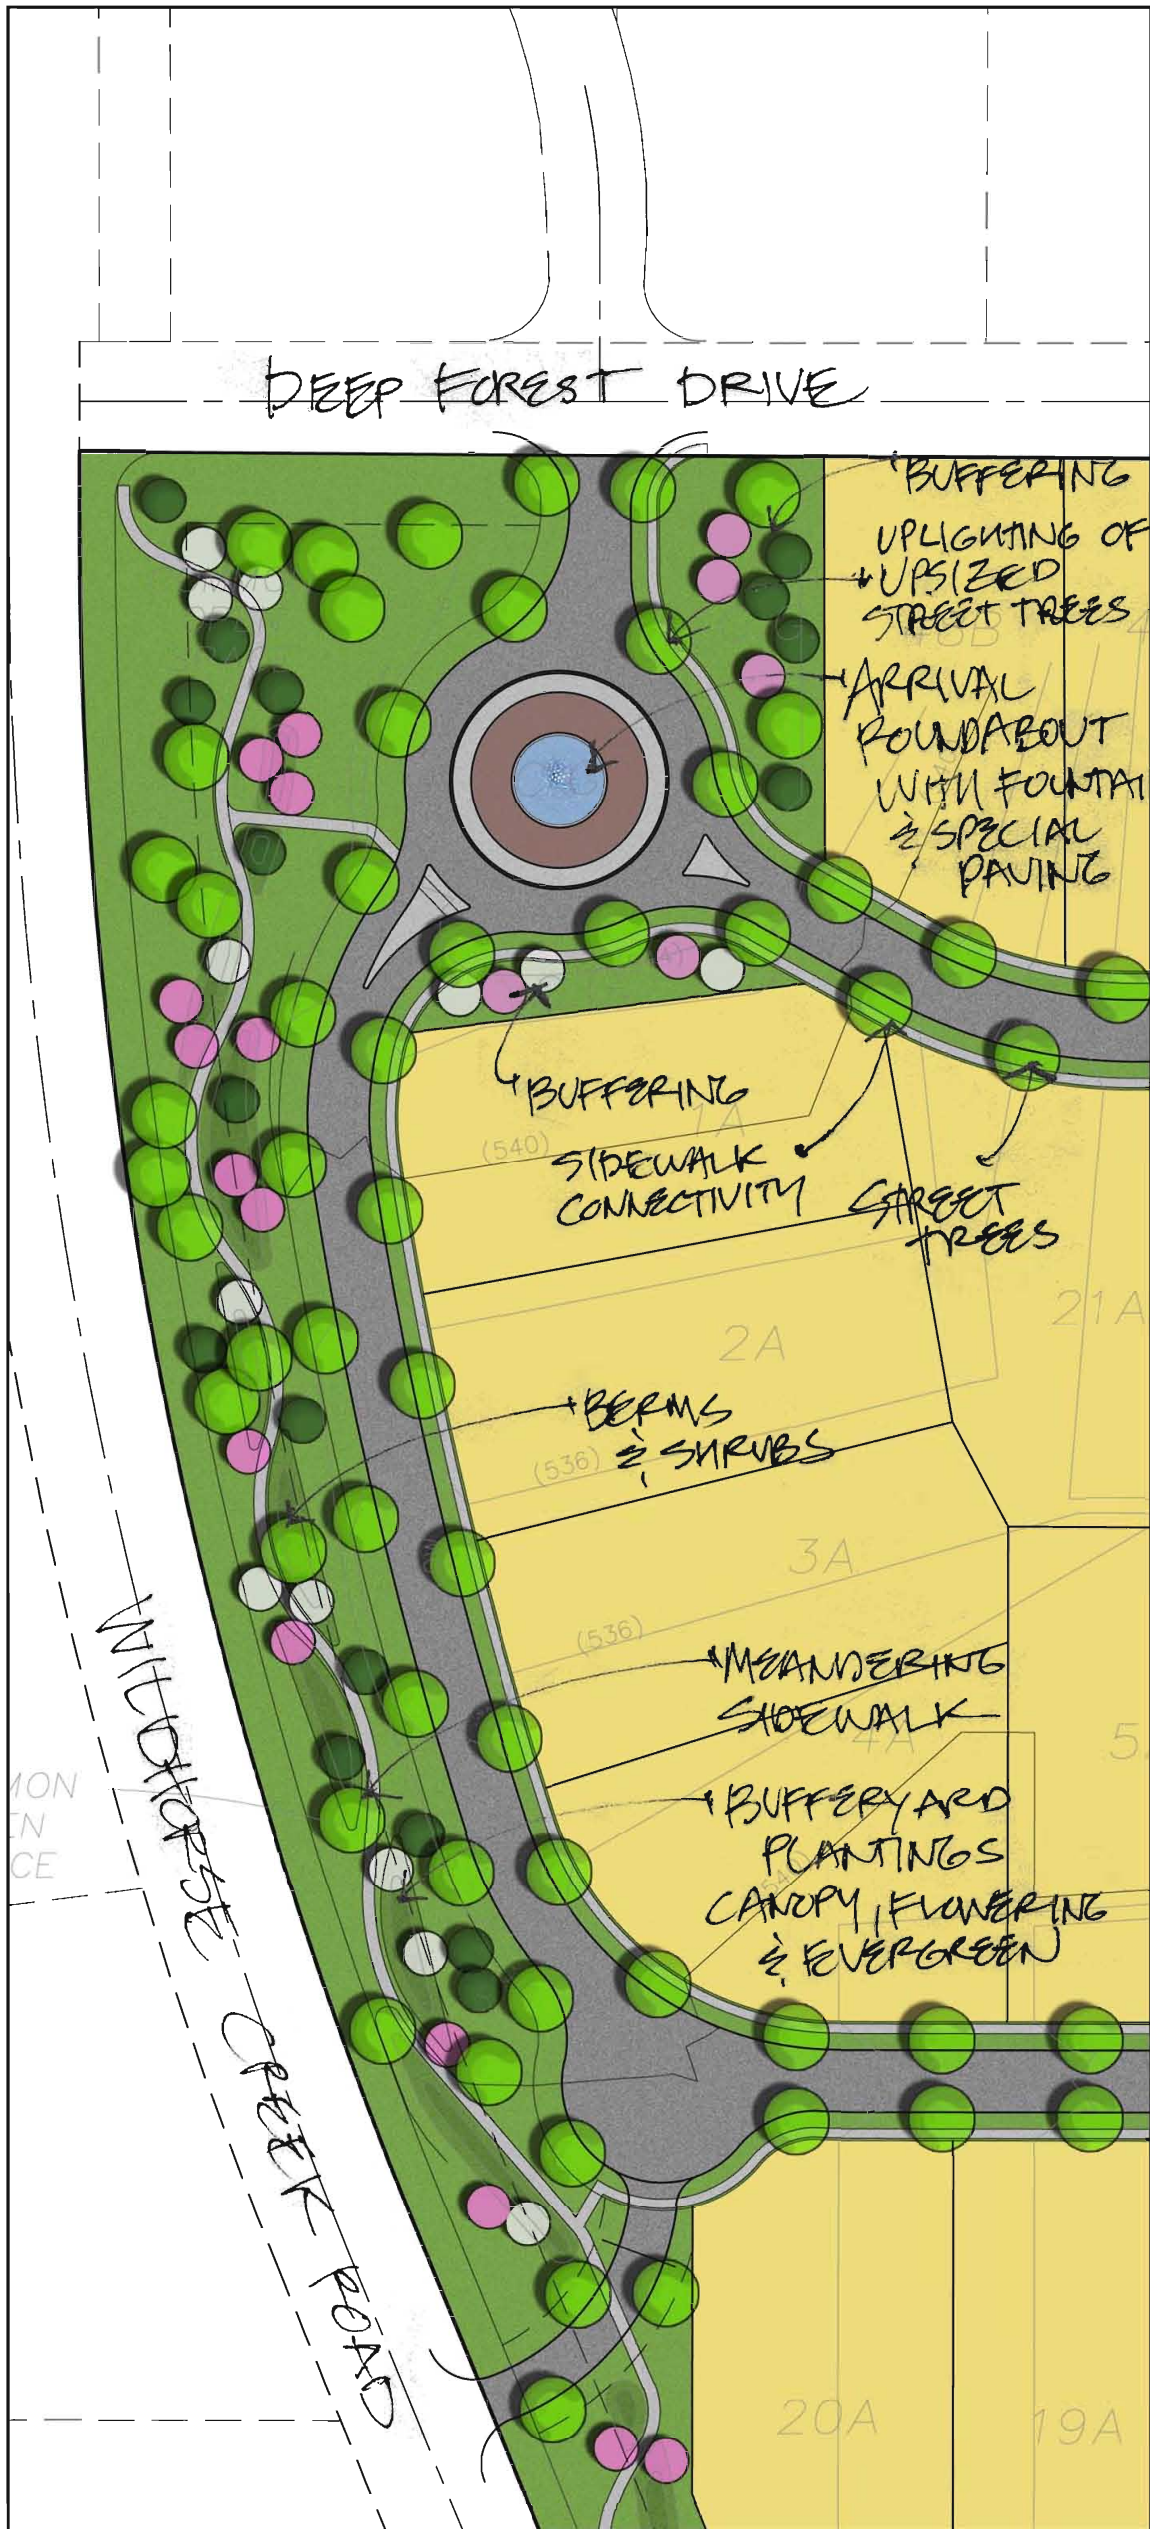 DEEP FOREST DRIVE
BUFFERING
UPLIGHTING OF
UPSIZED
STREET TREES
ARRIVAL
ROUNDABOUT
WITH FOUNTAI
& SPECIAL
PAVING
BUFFERING
1A
(540)
SIDEWALK
CONNECTIVITY
STREET
TREES
21A
2A
BERMS
& SHRUBS
(536)
3A
(536)
MEANDERING
SIDEWALK
4A
5
BUFFERYARD
PLANTINGS
CANOPY, FLOWERING
& EVERGREEN
MON
EN
CE
WILDHORSE CREEK ROAD
20A
19A